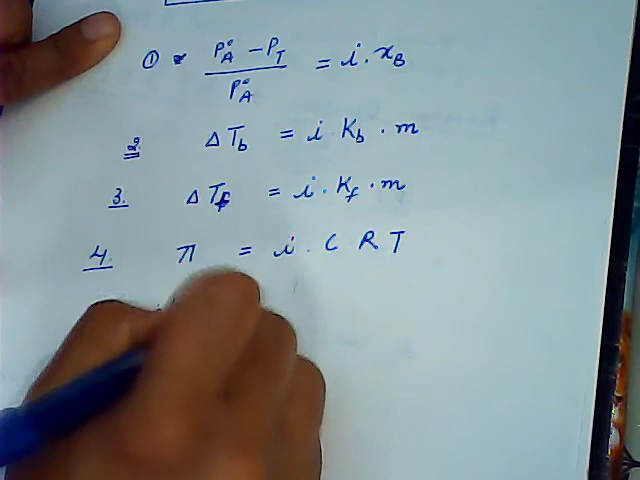 ① (P°A - PT) / P°A = i . xB
2. ΔTb = i . Kb . m
3. ΔTf = i . Kf . m
4. π = i . C R T